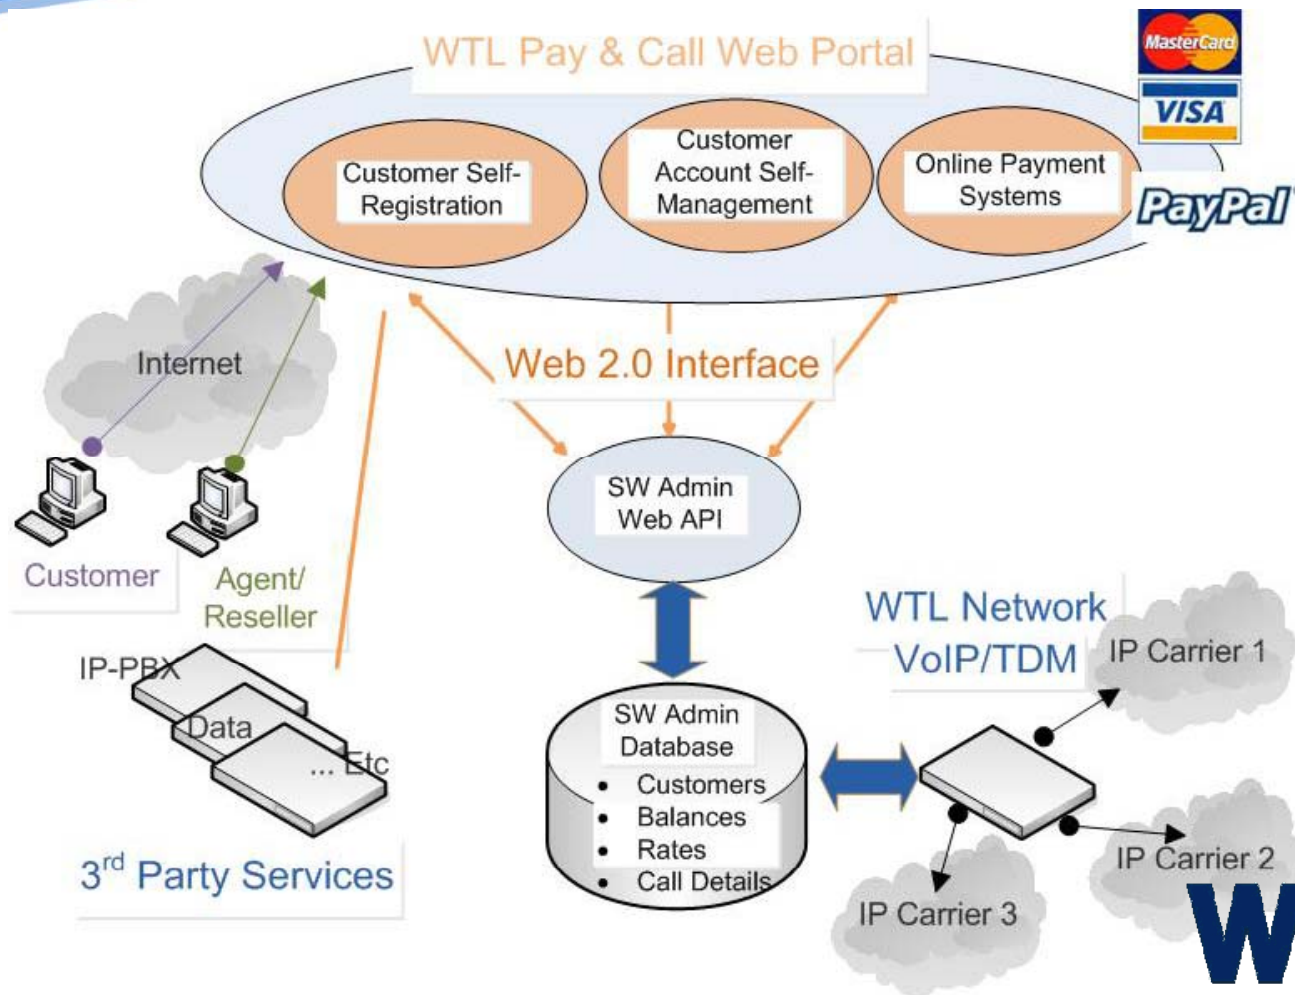 WTL Pay & Call Web Portal
MasterCard
VISA
PayPal
Customer Self-
Registration
Customer
Account Self-
Management
Online Payment
Systems
Internet
Web 2.0 Interface
SW Admin
Web API
Customer
Agent/
Reseller
WTL Network
VoIP/TDM
IP Carrier 1
IP-PBX
Data
... Etc
SW Admin
Database
• Customers
• Balances
• Rates
• Call Details
IP Carrier 2
IP Carrier 3
3rd Party Services
W